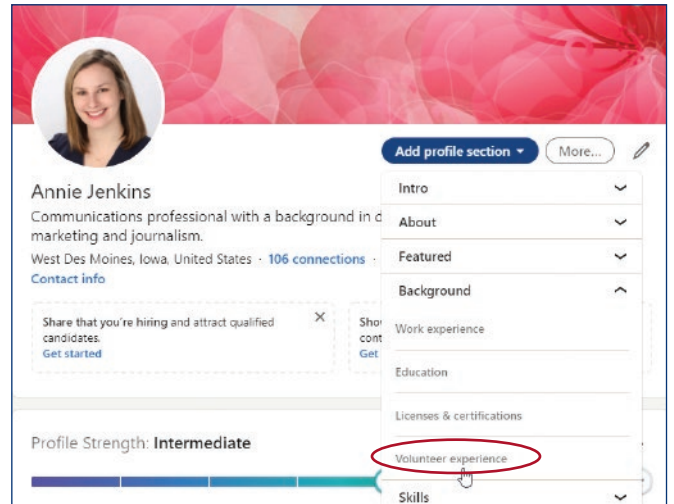 Add profile section
More...
Annie Jenkins
Communications professional with a background in d
marketing and journalism.
West Des Moines, Iowa, United States · 106 connections ·
Contact info
Share that you're hiring and attract qualified
candidates.
Get started
Sho
cont
Get
Profile Strength: Intermediate
Intro
About
Featured
Background
Work experience
Education
Licenses & certifications
Volunteer experience
Skills